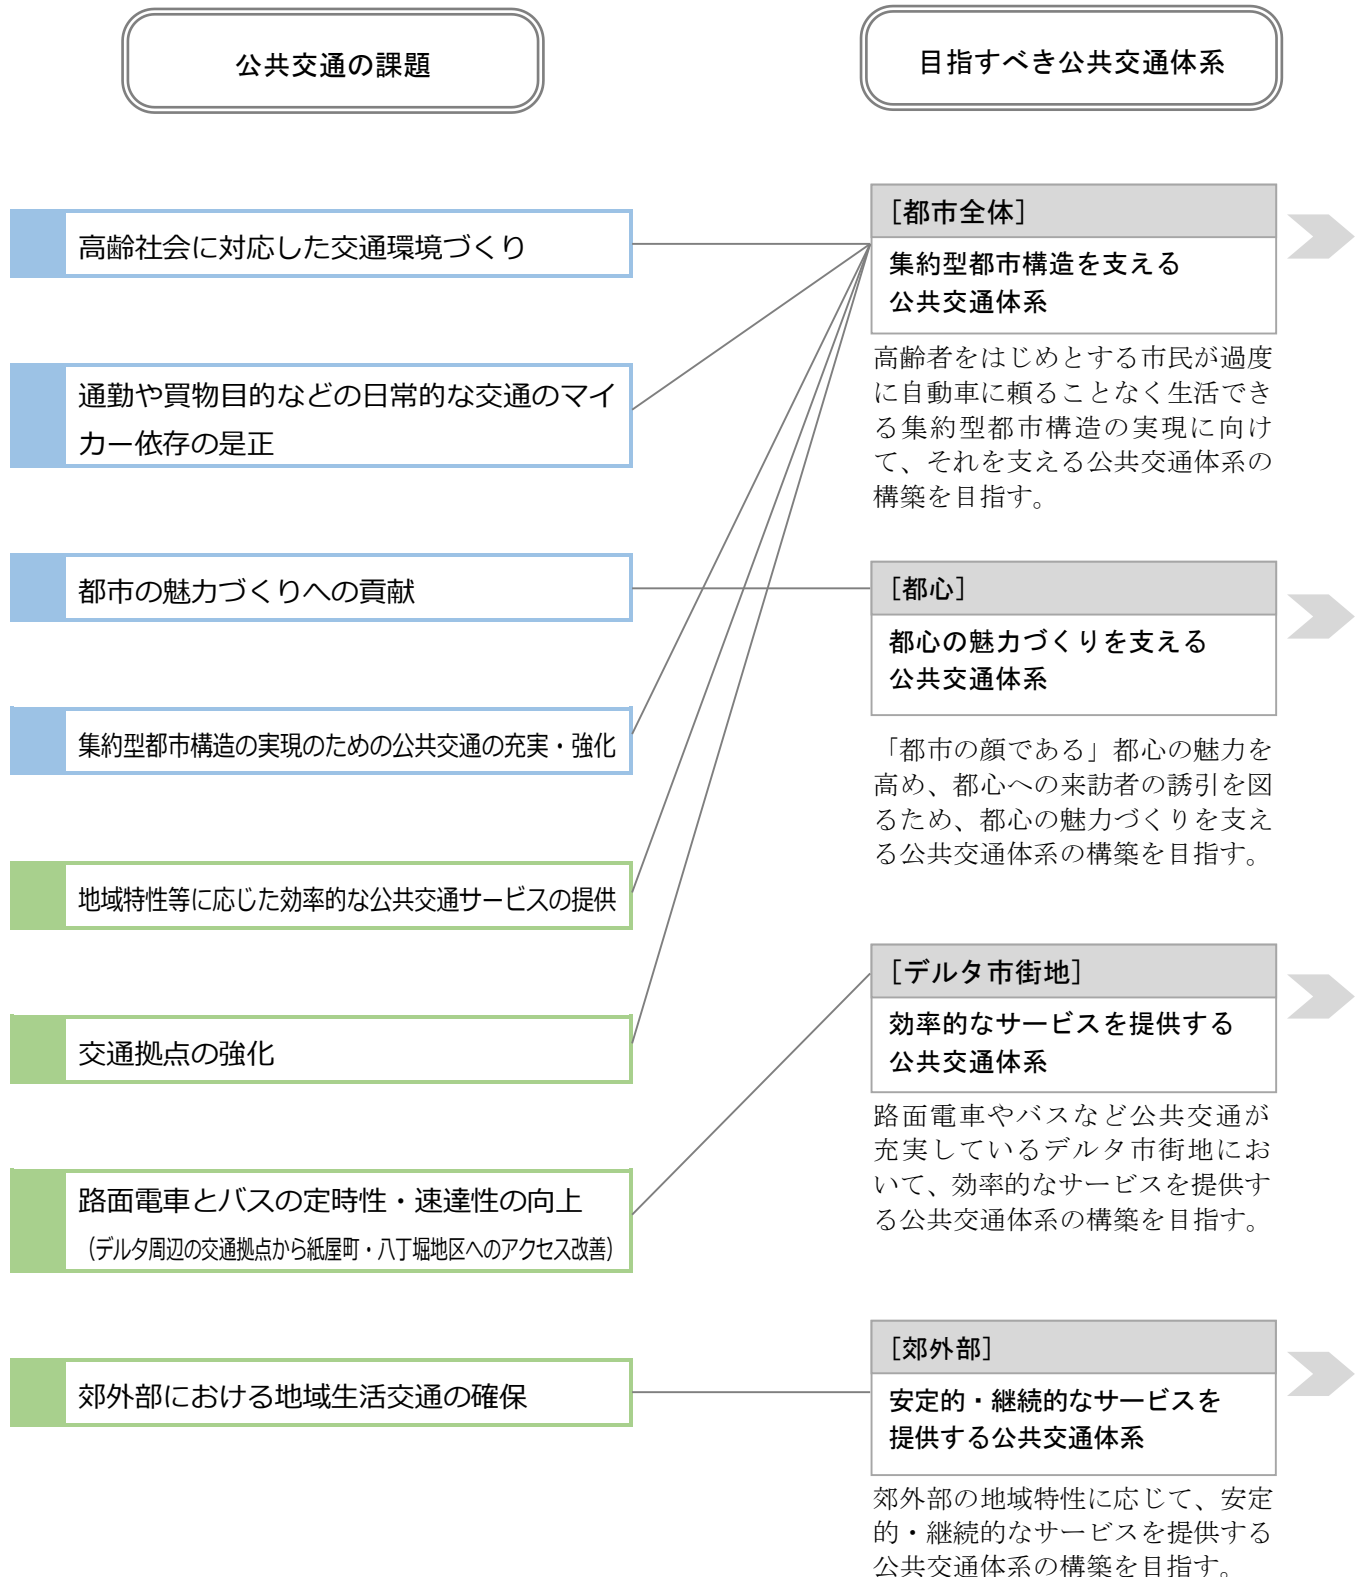 公共交通の課題
高齢社会に対応した交通環境づくり
通勤や買物目的などの日常的な交通のマイ
カー依存の是正
都市の魅力づくりへの貢献
集約型都市構造の実現のための公共交通の充実・強化
地域特性等に応じた効率的な公共交通サービスの提供
交通拠点の強化
路面電車とバスの定時性・速達性の向上
（デルタ周辺の交通拠点から紙屋町・八丁堀地区へのアクセス改善）
郊外部における地域生活交通の確保
目指すべき公共交通体系
［都市全体］
集約型都市構造を支える
公共交通体系
高齢者をはじめとする市民が過度
に自動車に頼ることなく生活でき
る集約型都市構造の実現に向け
て、それを支える公共交通体系の
構築を目指す。
［都心］
都心の魅力づくりを支える
公共交通体系
「都市の顔である」都心の魅力を
高め、都心への来訪者の誘引を図
るため、都心の魅力づくりを支え
る公共交通体系の構築を目指す。
［デルタ市街地］
効率的なサービスを提供する
公共交通体系
路面電車やバスなど公共交通が
充実しているデルタ市街地にお
いて、効率的なサービスを提供す
る公共交通体系の構築を目指す。
［郊外部］
安定的・継続的なサービスを
提供する公共交通体系
郊外部の地域特性に応じて、安定
的・継続的なサービスを提供する
公共交通体系の構築を目指す。